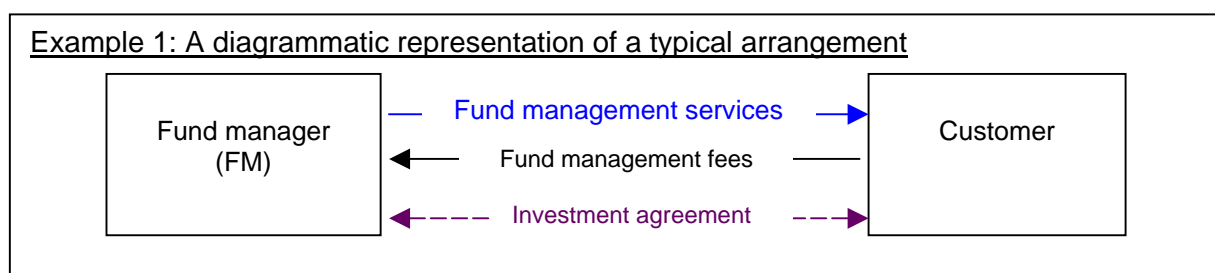 Example 1: A diagrammatic representation of a typical arrangement
Fund manager
(FM)
Fund management services
Fund management fees
Investment agreement
Customer